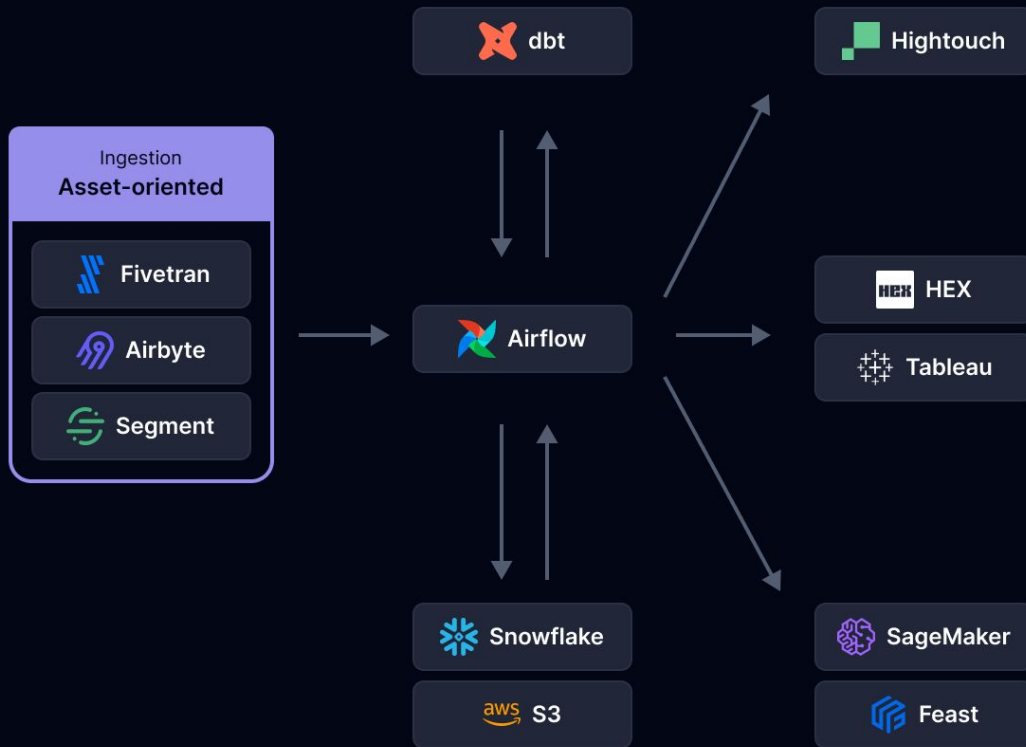 dbt
Hightouch
Ingestion
Asset-oriented
Fivetran
Airbyte
Segment
Airflow
HEX HEX
Tableau
Snowflake
aws S3
SageMaker
Feast